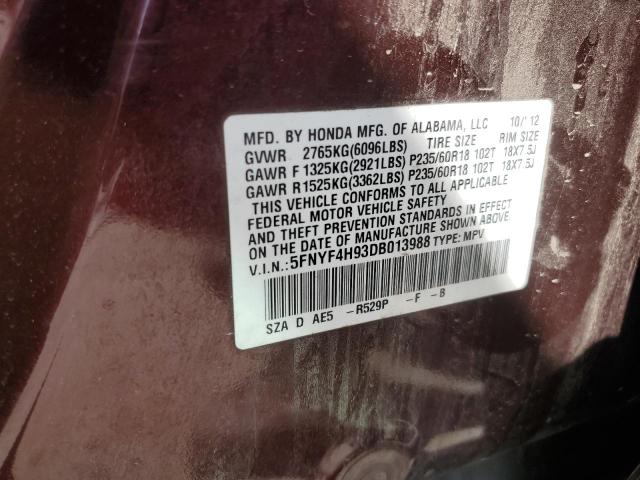 MFD. BY HONDA MFG. OF ALABAMA, LLC 10/'12
GVWR 2765KG(6096LBS) TIRE SIZE RIM SIZE
GAWR F 1325KG(2921LBS) P235/60R18 102T 18X7.5J
GAWR R 1525KG(3362LBS) P235/60R18 102T 18X7.5J
THIS VEHICLE CONFORMS TO ALL APPLICABLE
FEDERAL MOTOR VEHICLE SAFETY
AND THEFT PREVENTION STANDARDS IN EFFECT
ON THE DATE OF MANUFACTURE SHOWN ABOVE.
V.I.N.:5FNYF4H93DB013988 TYPE: MPV
SZA D AE5 -R529P -F -B